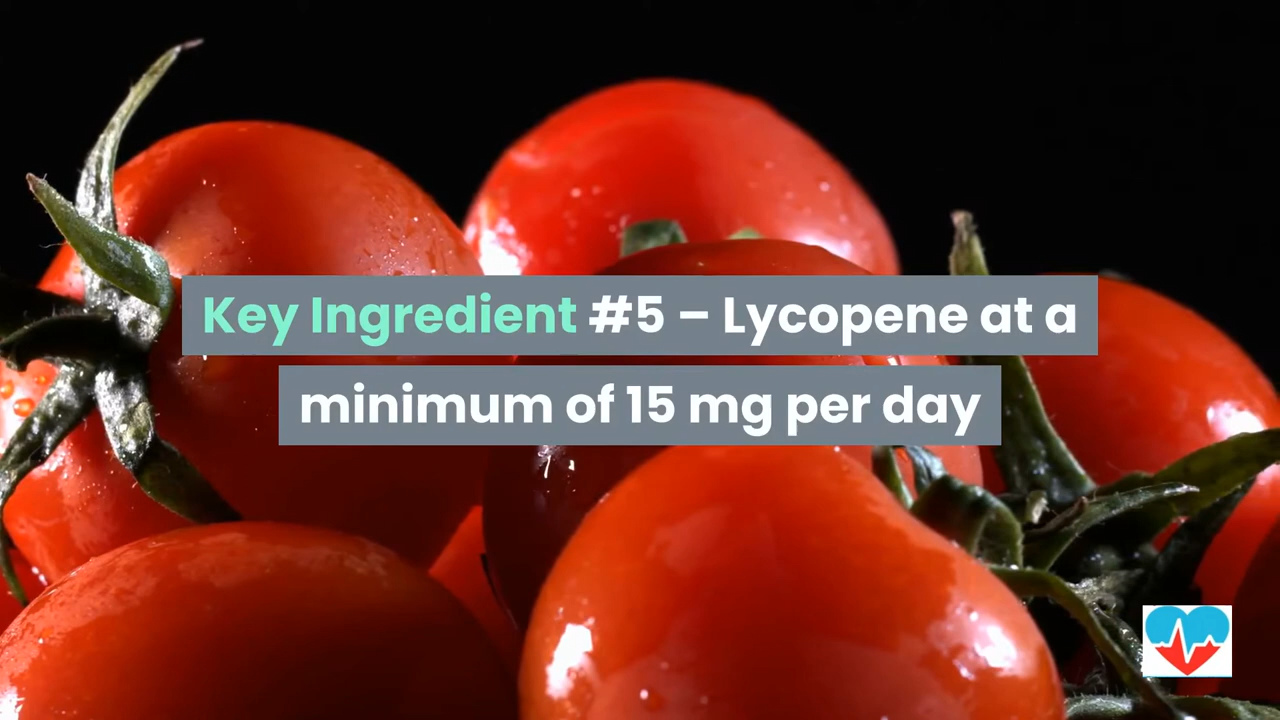 Key Ingredient #5 – Lycopene at a
minimum of 15 mg per day